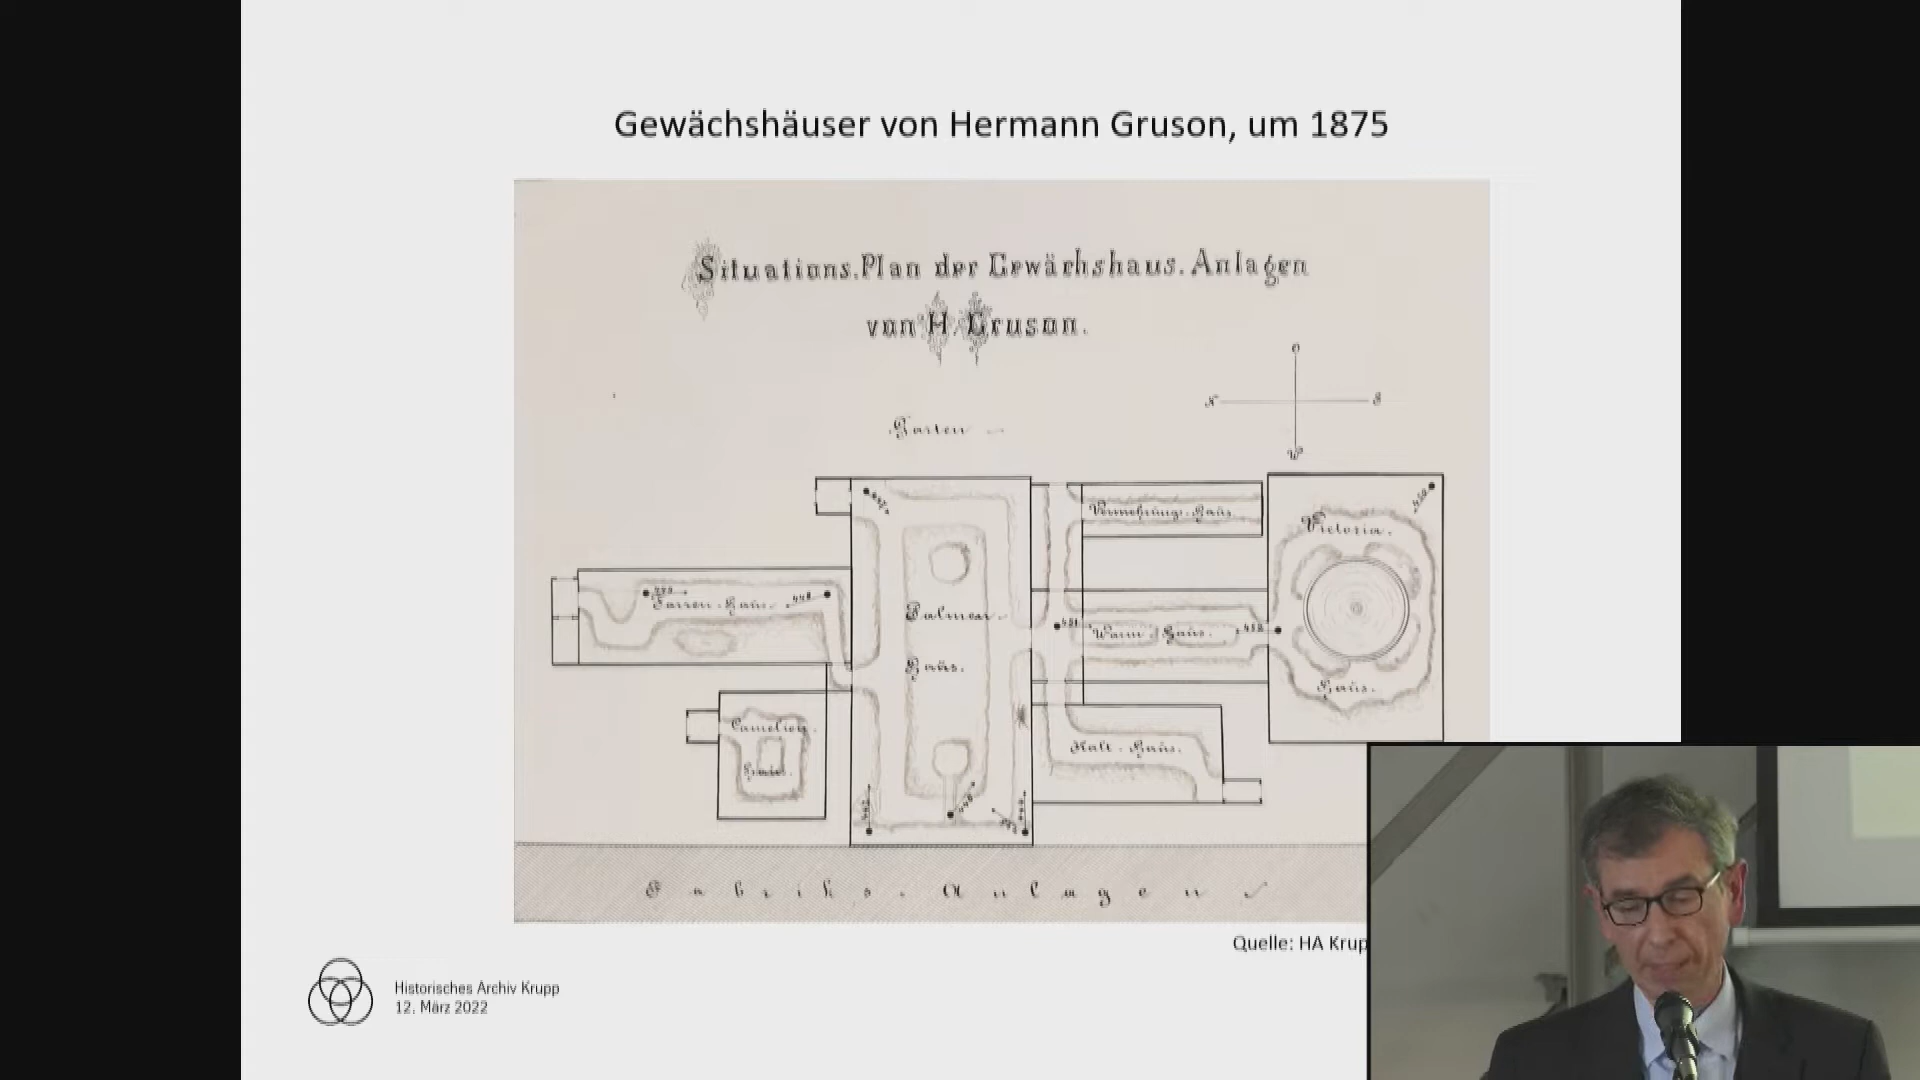 Gewächshäuser von Hermann Gruson, um 1875
Situations.Plan der Gewächshaus.Anlagen
von H. Gruson.
O
N
S
W
Garten
Vermehrungs.Haus.
Victoria.
Haus.
Farren.Haus.
448
Palmen.
Haus.
451
Warm.Haus.
Camelien.
Haus.
Kalt.Haus.
Fabriks.Anlagen
Quelle: HA Krup
Historisches Archiv Krupp
12. März 2022